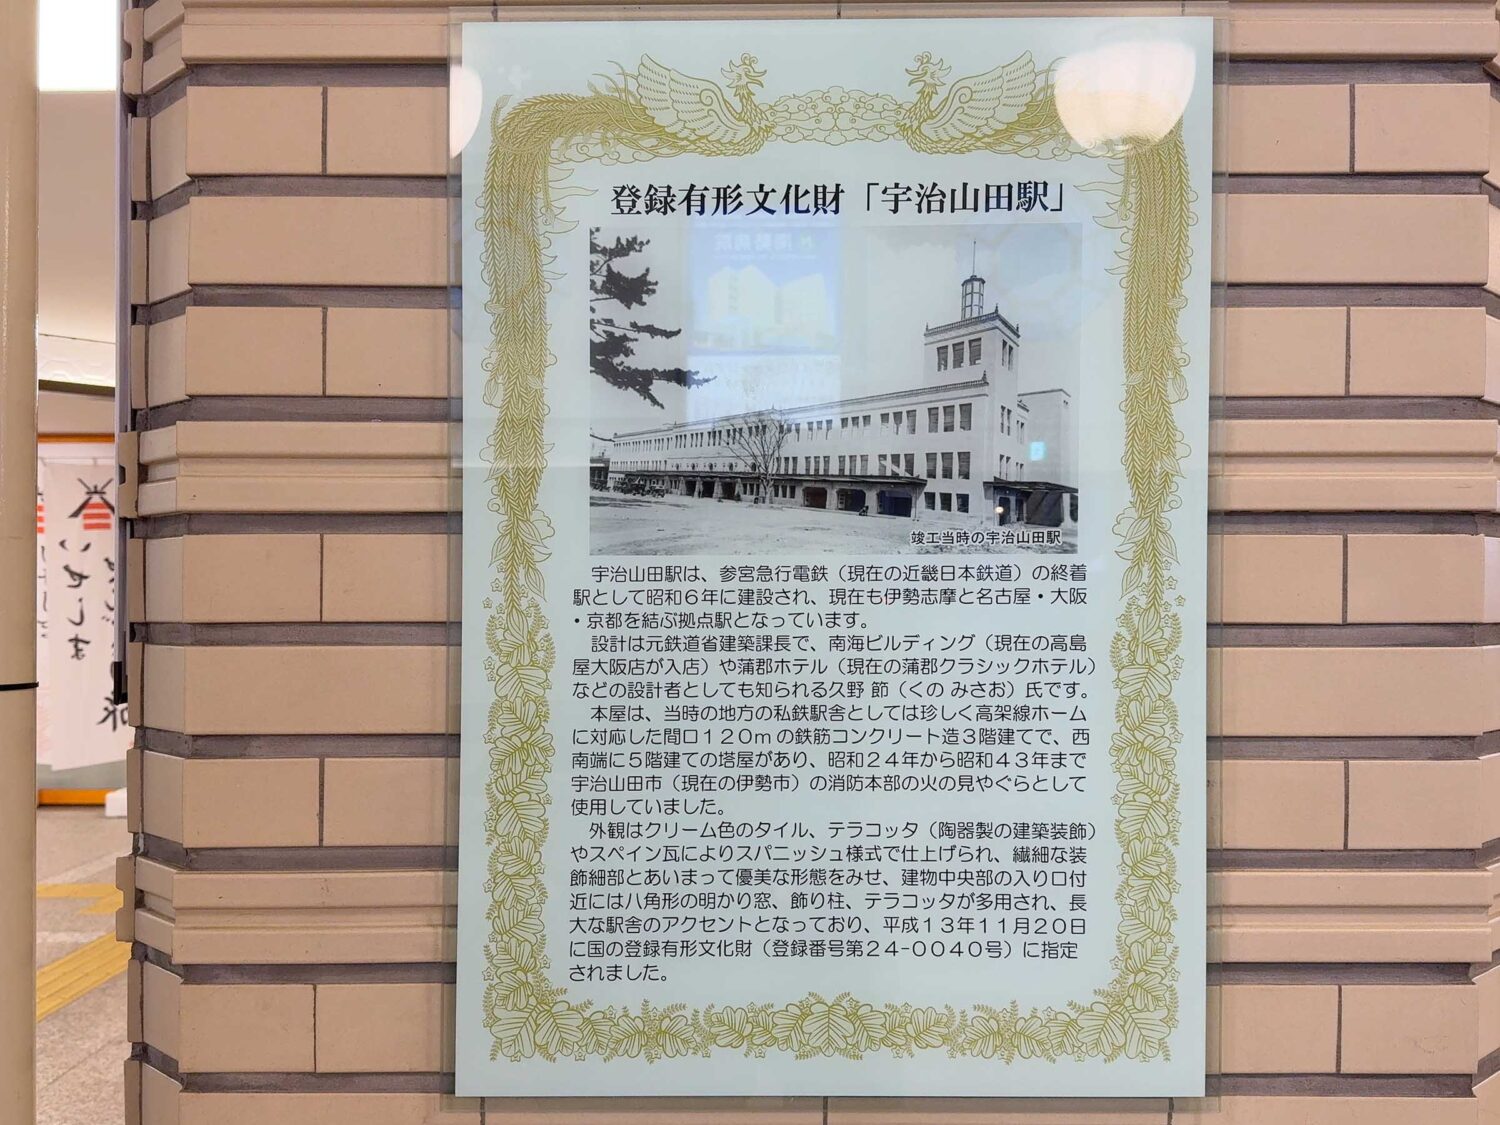 登録有形文化財「宇治山田駅」
竣工当時の宇治山田駅
宇治山田駅は、参宮急行電鉄（現在の近畿日本鉄道）の終着
駅として昭和６年に建設され、現在も伊勢志摩と名古屋・大阪
・京都を結ぶ拠点駅となっています。
設計は元鉄道省建築課長で、南海ビルディング（現在の高島
屋大阪店が入店）や蒲郡ホテル（現在の蒲郡クラシックホテル）
などの設計者としても知られる久野 節（くの みさお）氏です。
本屋は、当時の地方の私鉄駅舎としては珍しく高架線ホーム
に対応した間口１２０ｍの鉄筋コンクリート造３階建てで、西
南端に５階建ての塔屋があり、昭和２４年から昭和４３年まで
宇治山田市（現在の伊勢市）の消防本部の火の見やぐらとして
使用していました。
外観はクリーム色のタイル、テラコッタ（陶器製の建築装飾）
やスペイン瓦によりスパニッシュ様式で仕上げられ、繊細な装
飾細部とあいまって優美な形態をみせ、建物中央部の入り口付
近には八角形の明かり窓、飾り柱、テラコッタが多用され、長
大な駅舎のアクセントとなっており、平成１３年１１月２０日
に国の登録有形文化財（登録番号第２４-００４０号）に指定
されました。